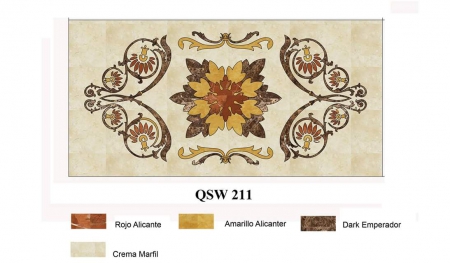 QSW 211
Rojo Alicante
Amarillo Alicanter
Dark Emperador
Crema Marfil